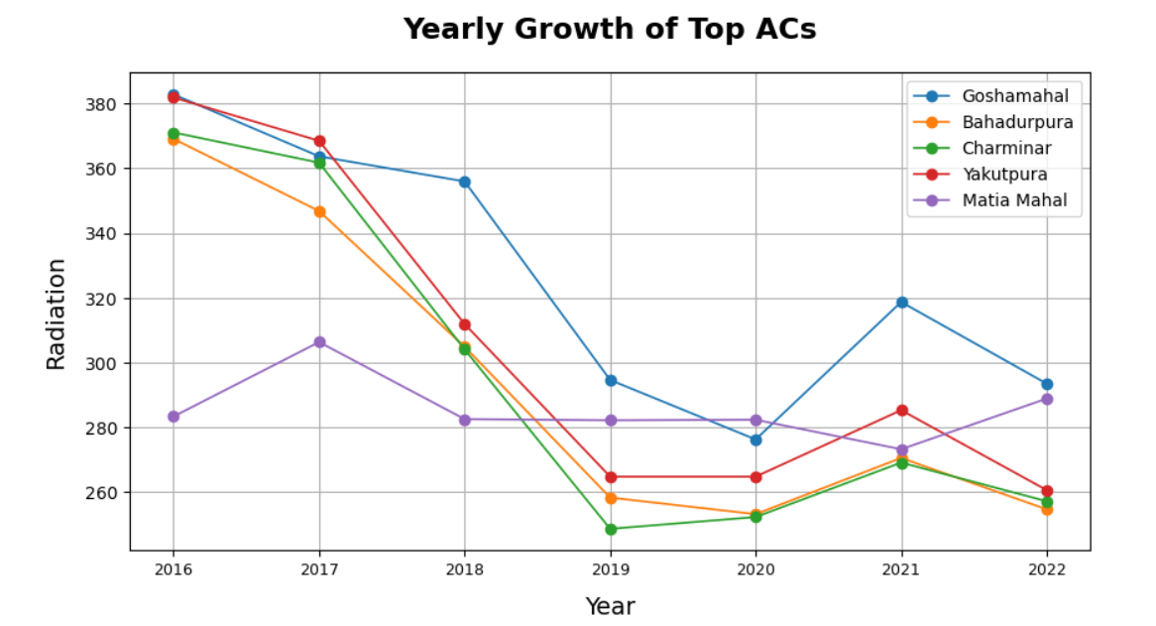 Yearly Growth of Top ACs
Goshamahal
Bahadurpura
Charminar
Yakutpura
Matia Mahal
380
360
340
320
300
280
260
Radiation
2016 2017 2018 2019 2020 2021 2022
Year